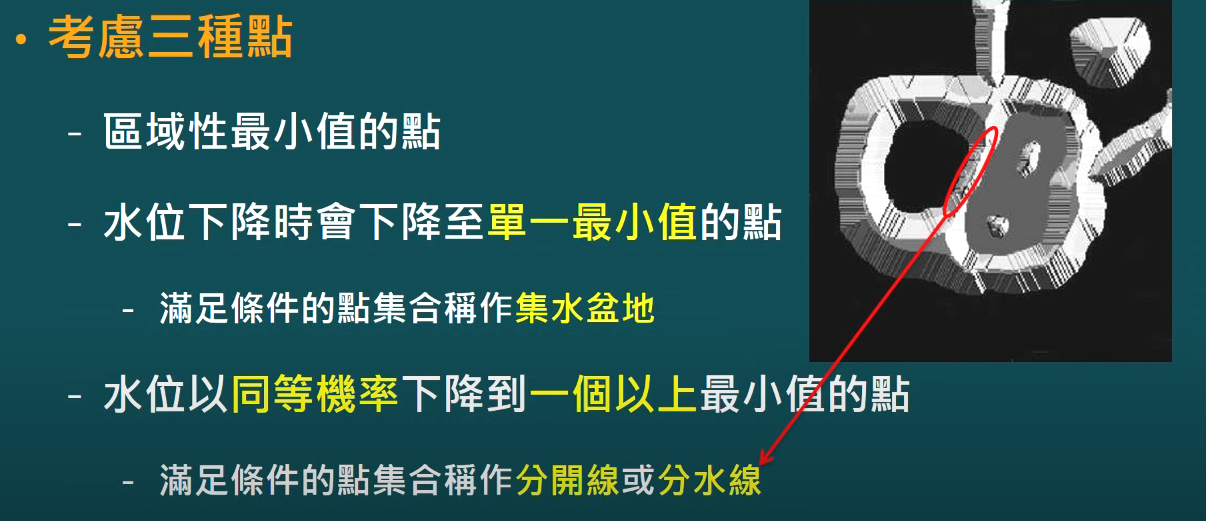 • 考慮三種點
- 區域性最小值的點
- 水位下降時會下降至單一最小值的點
- 滿足條件的點集合稱作集水盆地
- 水位以同等機率下降到一個以上最小值的點
- 滿足條件的點集合稱作分開線或分水線